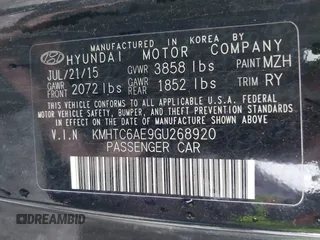 MANUFACTURED IN KOREA BY
HYUNDAI MOTOR COMPANY
JUL/21/15 GVWR 3858 lbs PAINT MZH
GAWR FRONT 2072 lbs GAWR REAR 1852 lbs TRIM RY
THIS VEHICLE CONFORMS TO ALL APPLICABLE
U.S. FEDERAL MOTOR VEHICLE SAFETY, BUMPER,
AND THEFT PREVENTION STANDARDS IN EFFECT
ON THE DATE OF MANUFACTURE SHOWN ABOVE.
V.I.N KMHTC6AE9GU268920
PASSENGER CAR
DREAMBID